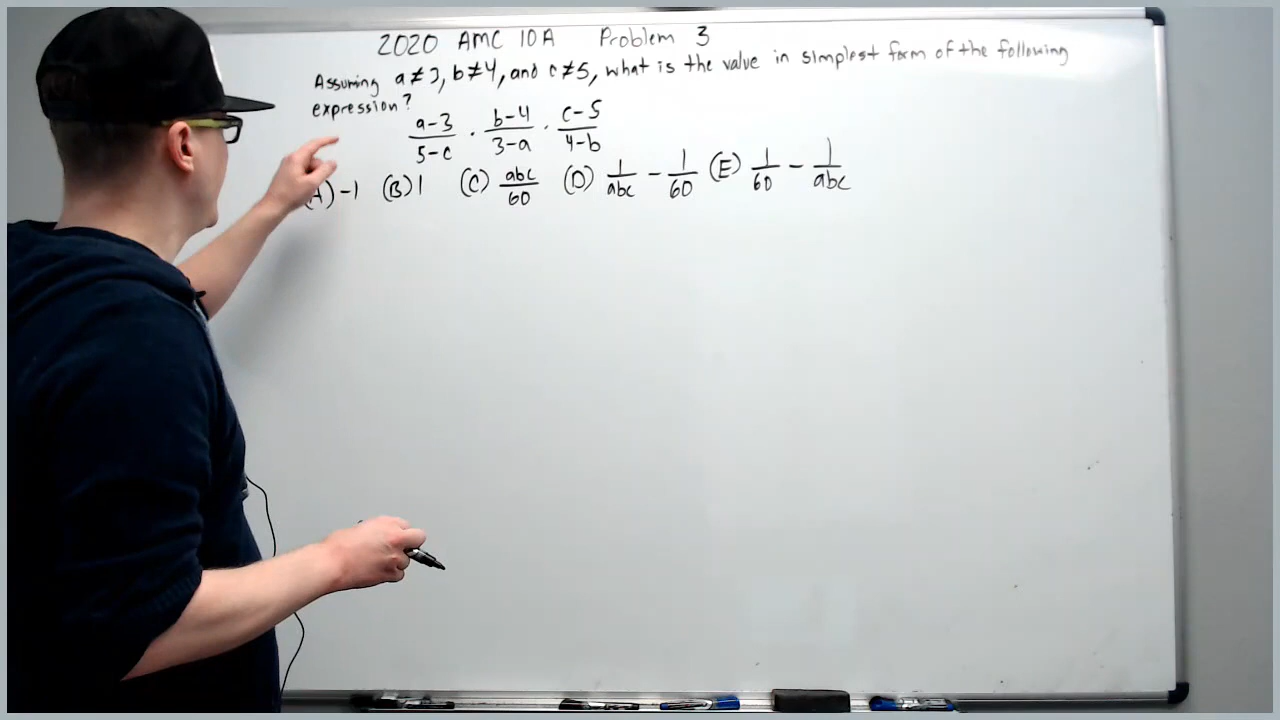 2020 AMC 10A Problem 3
Assuming a≠3, b≠4, and c≠5, what is the value in simplest form of the following
expression?
a-3/5-c · b-4/3-a · c-5/4-b
(A) -1 (B) 1 (C) abc/60 (D) 1/abc - 1/60 (E) 1/60 - 1/abc